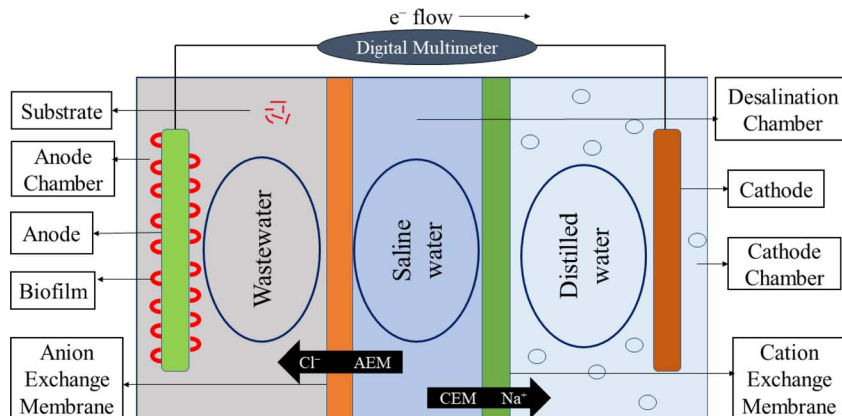 e⁻ flow
Digital Multimeter
Substrate
Anode
Chamber
Anode
Biofilm
Anion
Exchange
Membrane
Wastewater
Saline
water
Distilled
water
Cl⁻ AEM
CEM Na⁺
Desalination
Chamber
Cathode
Cathode
Chamber
Cation
Exchange
Membrane